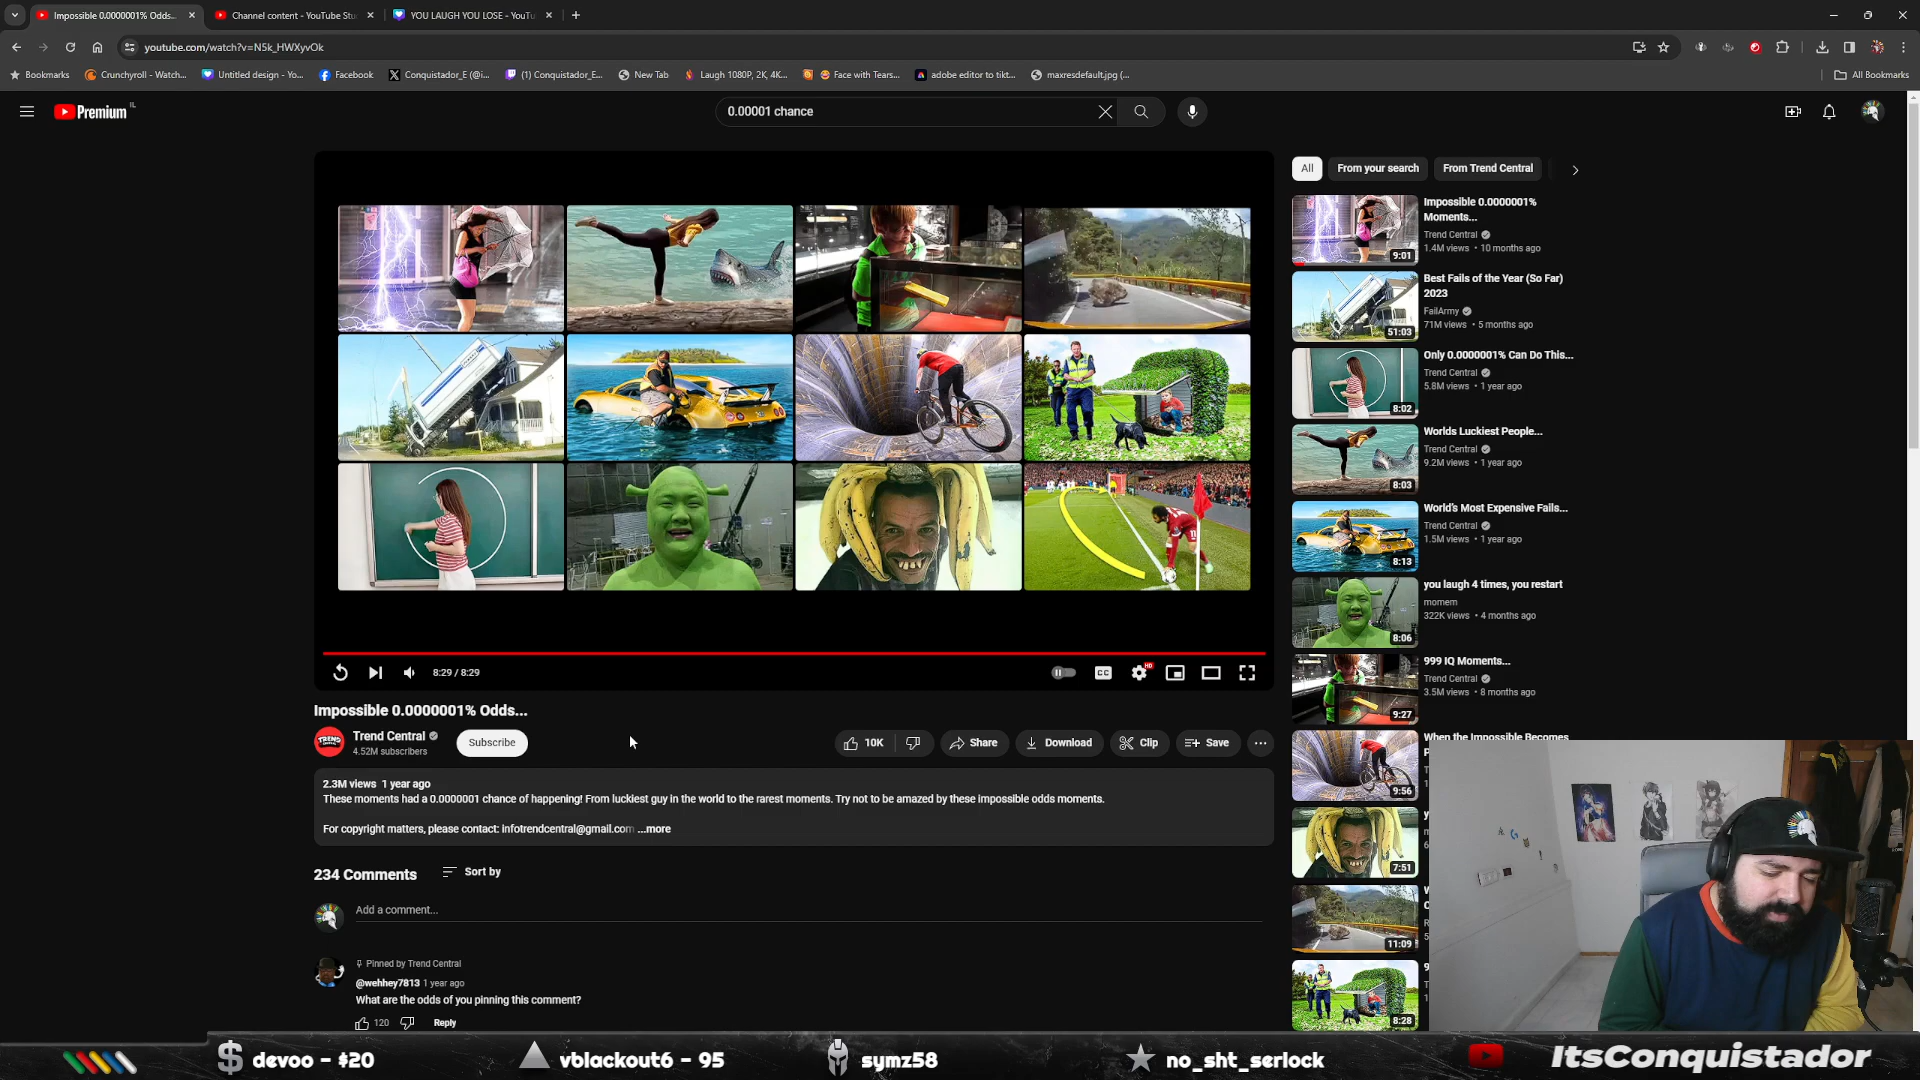 Impossible 0.0000001% Odds...
Channel content - YouTube Stu
YOU LAUGH YOU LOSE - YouTu
youtube.com/watch?v=N5k_HWXyvOk
Bookmarks
Crunchyroll - Watch...
Untitled design - Yo...
Facebook
Conquistador_E (@i...
(1) Conquistador_E...
New Tab
Laugh 1080P, 2K, 4K...
Face with Tears...
adobe editor to tikt...
maxresdefault.jpg (...
All Bookmarks
Premium IL
0.00001 chance
All
From your search
From Trend Central
Impossible 0.0000001%
Moments...
Trend Central
1.4M views • 10 months ago
9:01
Best Fails of the Year (So Far)
2023
FailArmy
71M views • 5 months ago
51:03
Only 0.0000001% Can Do This...
Trend Central
5.8M views • 1 year ago
8:02
Worlds Luckiest People...
Trend Central
9.2M views • 1 year ago
8:03
World's Most Expensive Fails...
Trend Central
1.5M views • 1 year ago
8:13
you laugh 4 times, you restart
momem
322K views • 4 months ago
8:06
999 IQ Moments...
Trend Central
3.5M views • 8 months ago
9:27
When the Impossible Becomes
9:56
7:51
11:09
8:28
8:29 / 8:29
CC
HD
Impossible 0.0000001% Odds...
TREND CENTRAL
Trend Central
4.52M subscribers
Subscribe
10K
Share
Download
Clip
Save
2.3M views 1 year ago
These moments had a 0.0000001 chance of happening! From luckiest guy in the world to the rarest moments. Try not to be amazed by these impossible odds moments.
For copyright matters, please contact: infotrendcentral@gmail.com ...more
234 Comments
Sort by
Add a comment...
Pinned by Trend Central
@wehhey7813 1 year ago
What are the odds of you pinning this comment?
120
Reply
devoo - $20
vblackout6 - 95
symz58
no_sht_serlock
ItsConquistador